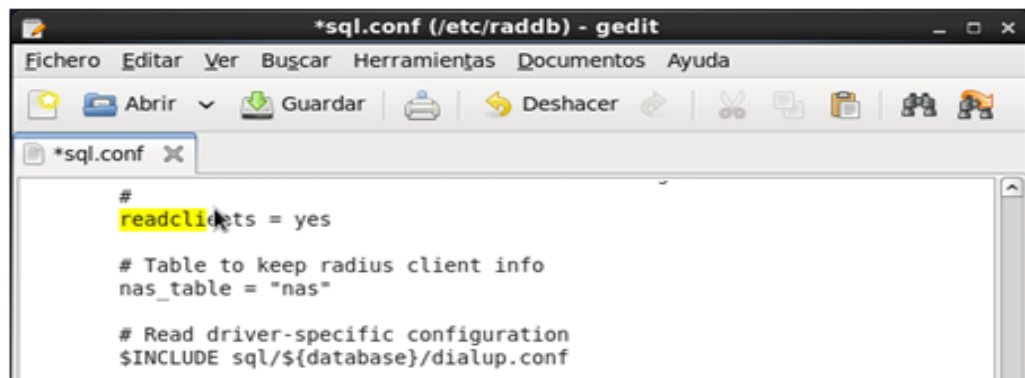 *sql.conf (/etc/raddb) - gedit
Fichero Editar Ver Buscar Herramientas Documentos Ayuda
Abrir Guardar Deshacer
*sql.conf
#
readclients = yes
# Table to keep radius client info
nas_table = "nas"
# Read driver-specific configuration
$INCLUDE sql/${database}/dialup.conf